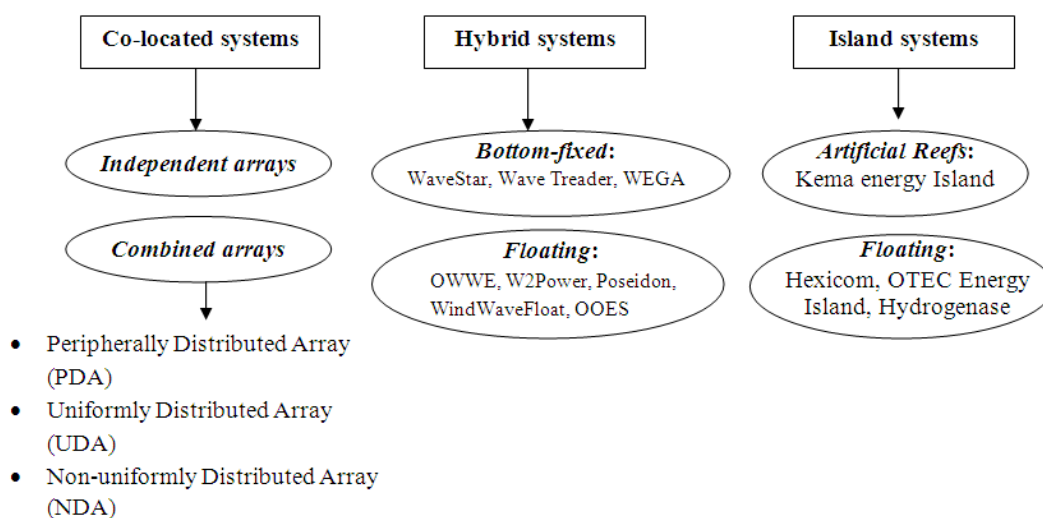 Co-located systems
Independent arrays
Combined arrays
• Peripherally Distributed Array
(PDA)
• Uniformly Distributed Array
(UDA)
• Non-uniformly Distributed Array
(NDA)
Hybrid systems
Bottom-fixed:
WaveStar, Wave Treader, WEGA
Floating:
OWWE, W2Power, Poseidon,
WindWaveFloat, OOES
Island systems
Artificial Reefs:
Kema energy Island
Floating:
Hexicom, OTEC Energy
Island, Hydrogenase